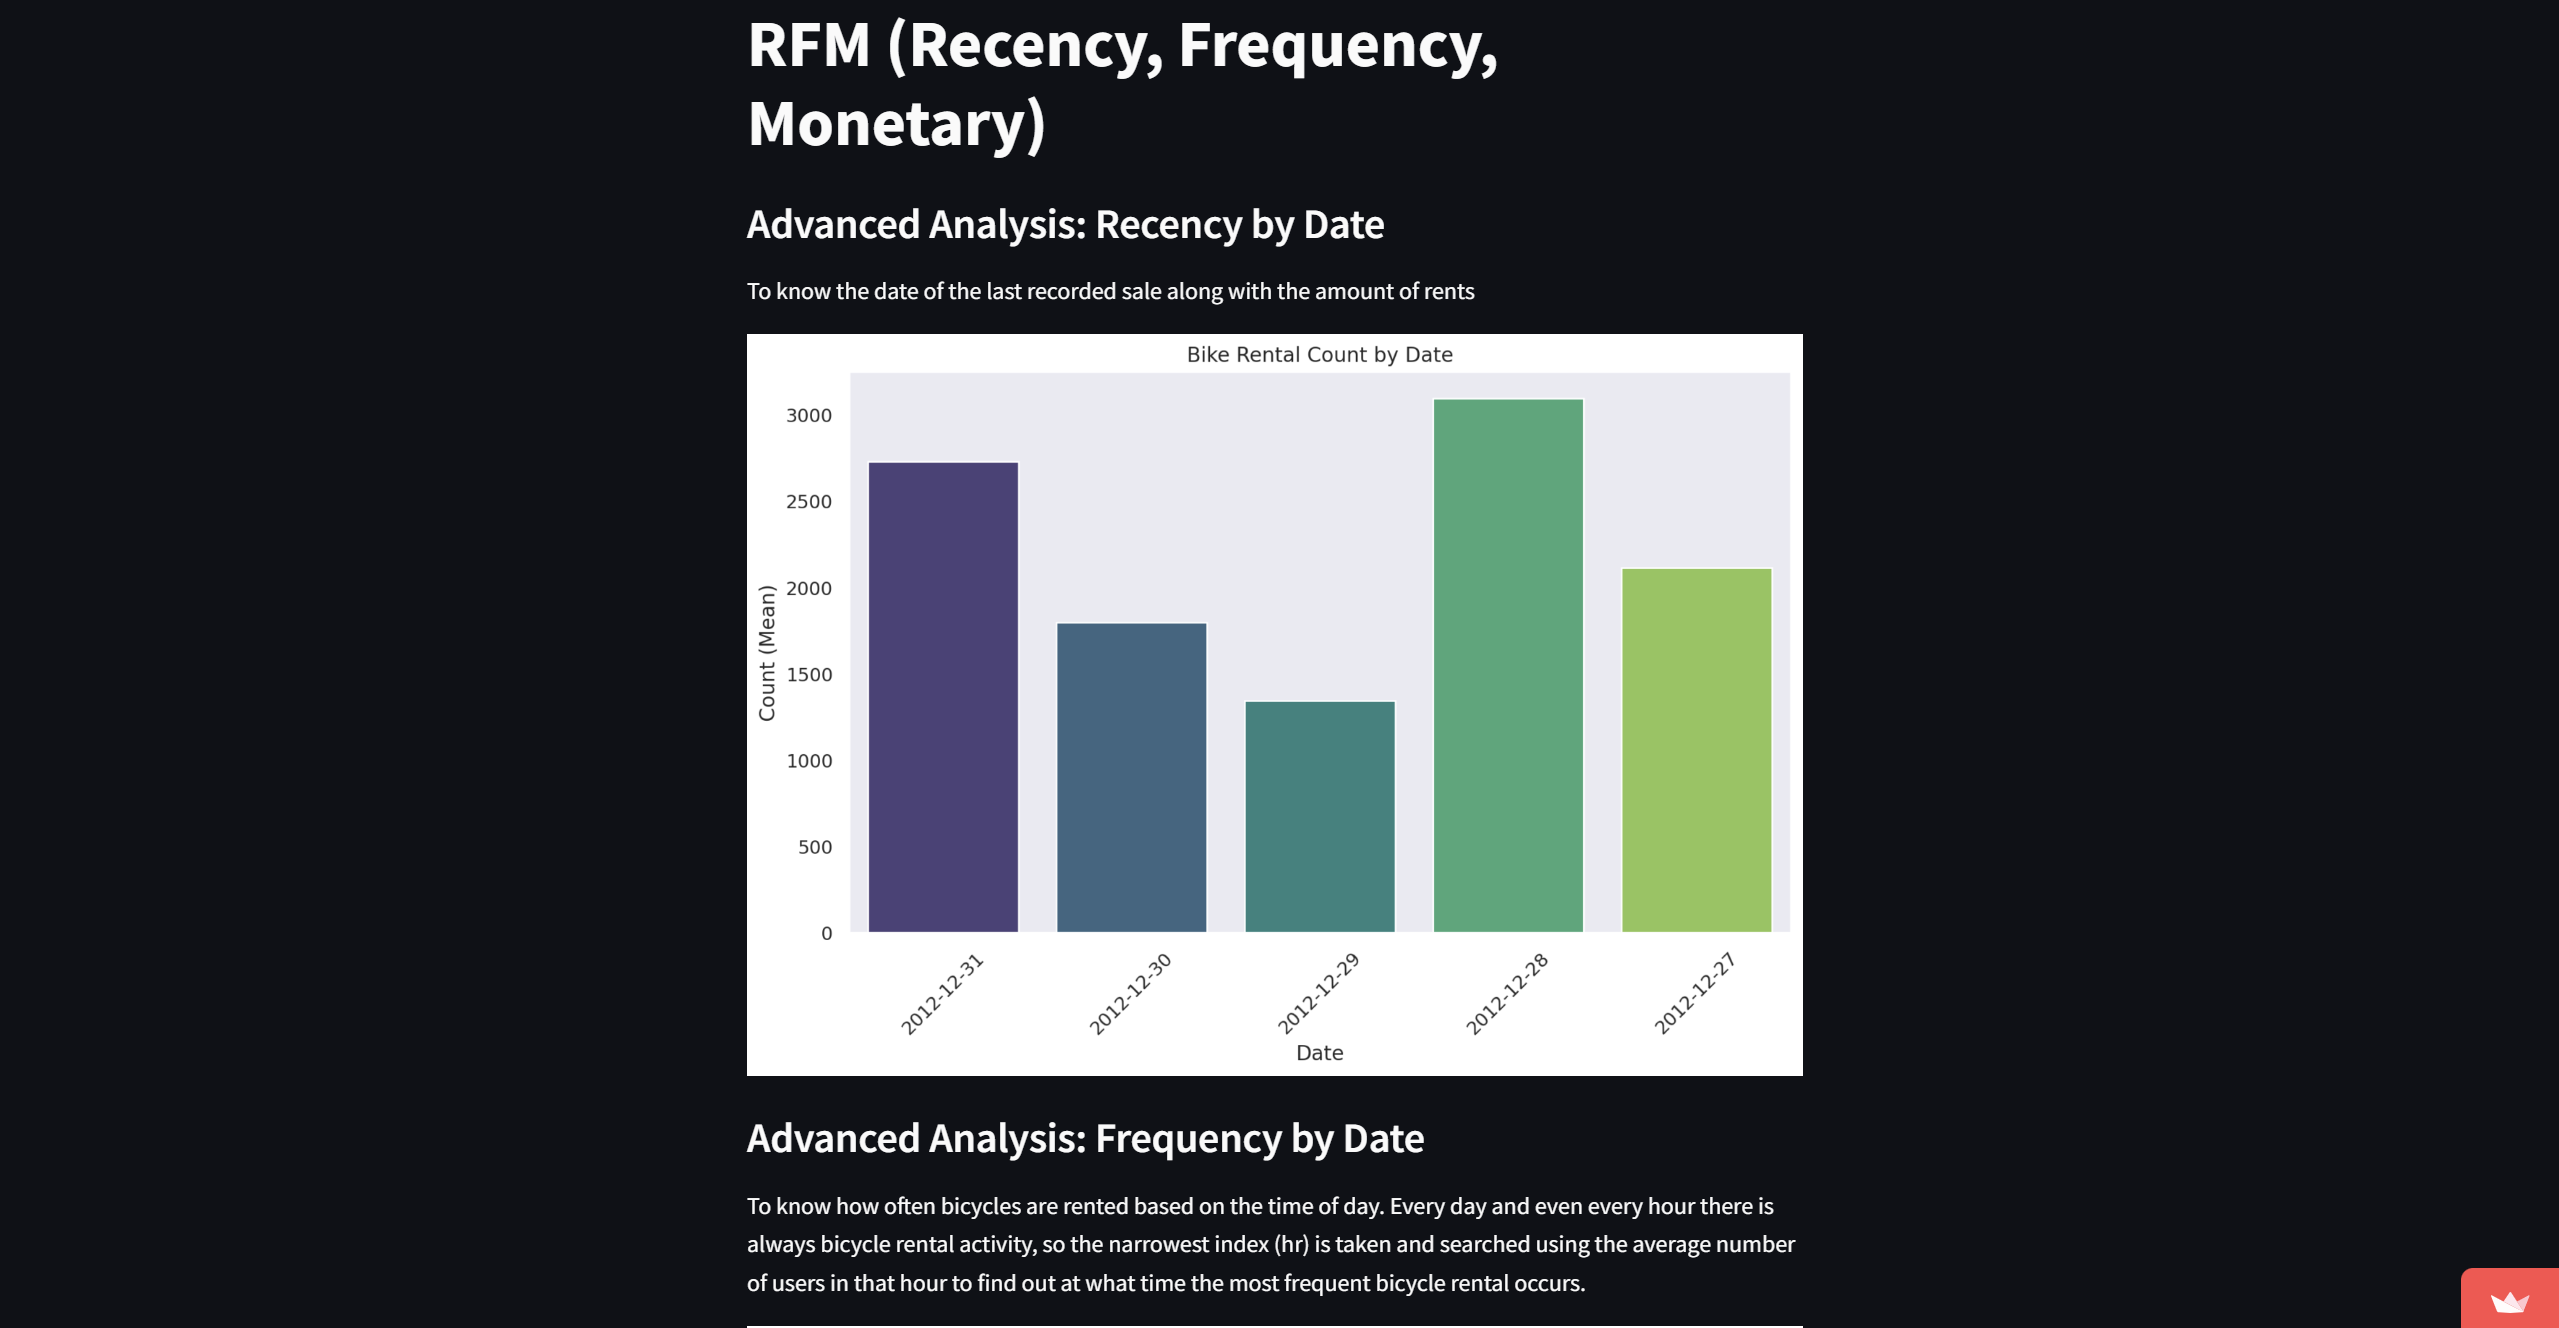 RFM (Recency, Frequency,
Monetary)
Advanced Analysis: Recency by Date
To know the date of the last recorded sale along with the amount of rents
Bike Rental Count by Date
3000
2500
2000
1500
1000
500
0
Count (Mean)
2012-12-31
2012-12-30
2012-12-29
2012-12-28
2012-12-27
Date
Advanced Analysis: Frequency by Date
To know how often bicycles are rented based on the time of day. Every day and even every hour there is
always bicycle rental activity, so the narrowest index (hr) is taken and searched using the average number
of users in that hour to find out at what time the most frequent bicycle rental occurs.